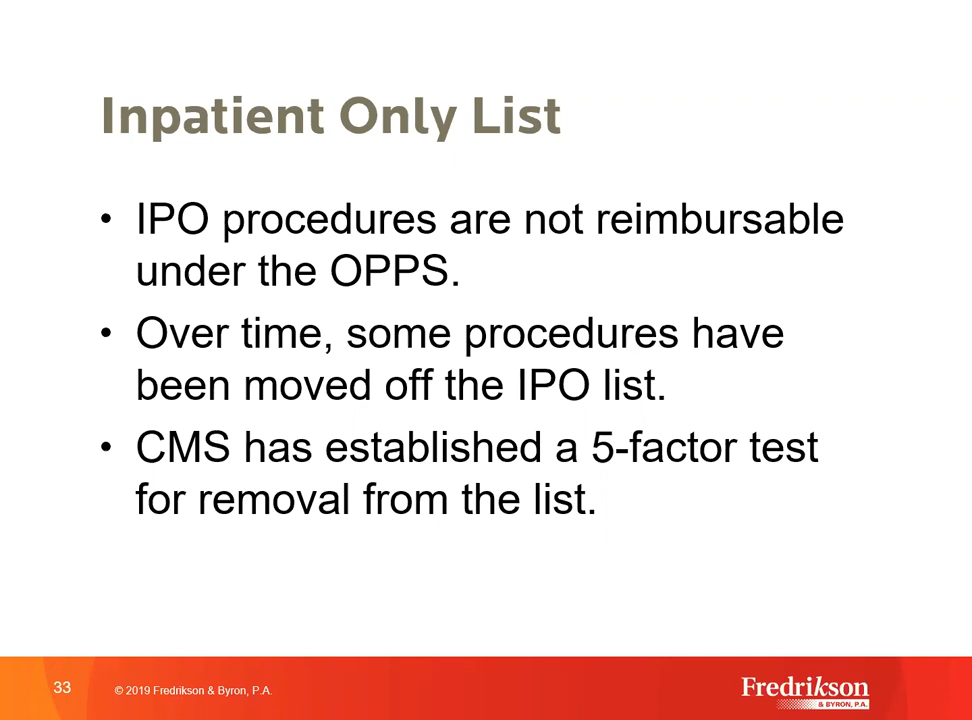 Inpatient Only List
• IPO procedures are not reimbursable
under the OPPS.
• Over time, some procedures have
been moved off the IPO list.
• CMS has established a 5-factor test
for removal from the list.
33
© 2019 Fredrikson & Byron, P.A.
Fredrikson
& BYRON, P.A.